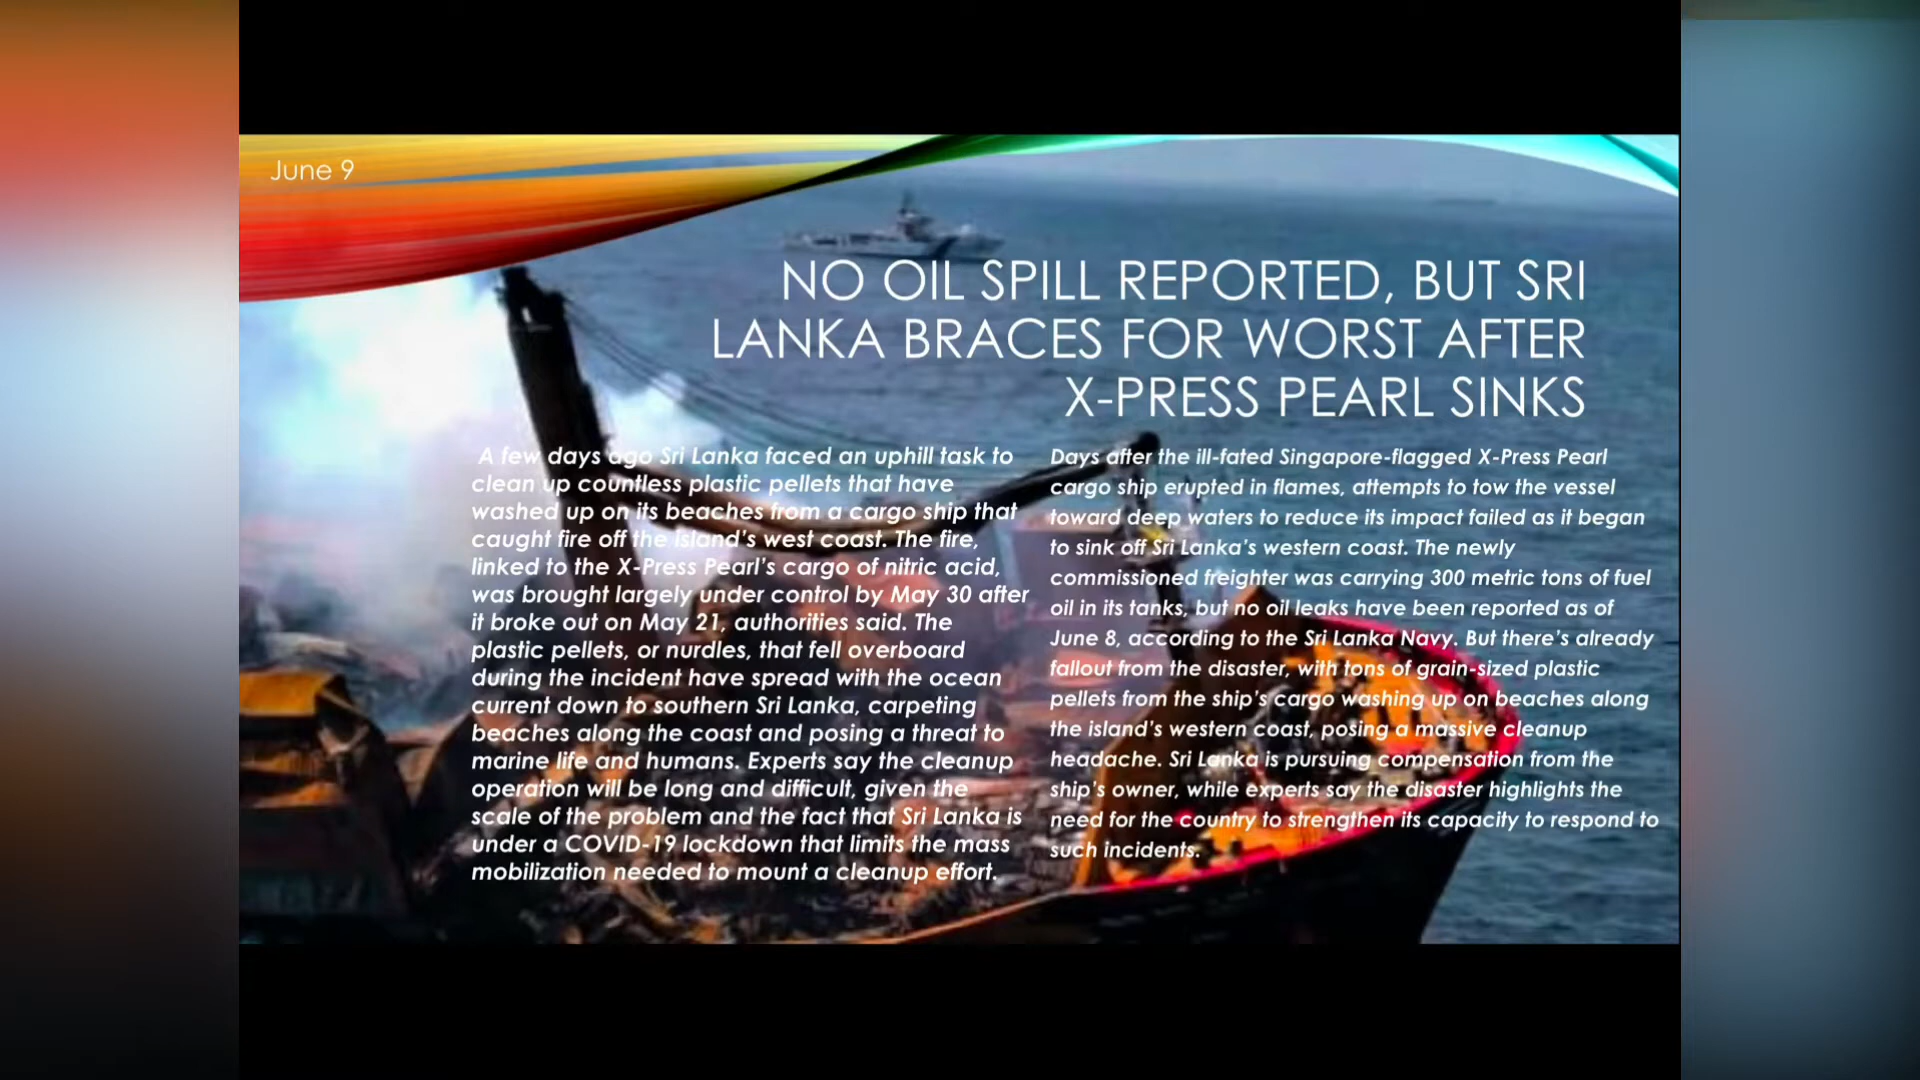 June 9
NO OIL SPILL REPORTED, BUT SRI
LANKA BRACES FOR WORST AFTER
X-PRESS PEARL SINKS
A few days ago Sri Lanka faced an uphill task to
clean up countless plastic pellets that have
washed up on its beaches from a cargo ship that
caught fire off the island's west coast. The fire,
linked to the X-Press Pearl's cargo of nitric acid,
was brought largely under control by May 30 after
it broke out on May 21, authorities said. The
plastic pellets, or nurdles, that fell overboard
during the incident have spread with the ocean
current down to southern Sri Lanka, carpeting
beaches along the coast and posing a threat to
marine life and humans. Experts say the cleanup
operation will be long and difficult, given the
scale of the problem and the fact that Sri Lanka is
under a COVID-19 lockdown that limits the mass
mobilization needed to mount a cleanup effort.
Days after the ill-fated Singapore-flagged X-Press Pearl
cargo ship erupted in flames, attempts to tow the vessel
toward deep waters to reduce its impact failed as it began
to sink off Sri Lanka's western coast. The newly
commissioned freighter was carrying 300 metric tons of fuel
oil in its tanks, but no oil leaks have been reported as of
June 8, according to the Sri Lanka Navy. But there's already
fallout from the disaster, with tons of grain-sized plastic
pellets from the ship's cargo washing up on beaches along
the island's western coast, posing a massive cleanup
headache. Sri Lanka is pursuing compensation from the
ship's owner, while experts say the disaster highlights the
need for the country to strengthen its capacity to respond to
such incidents.